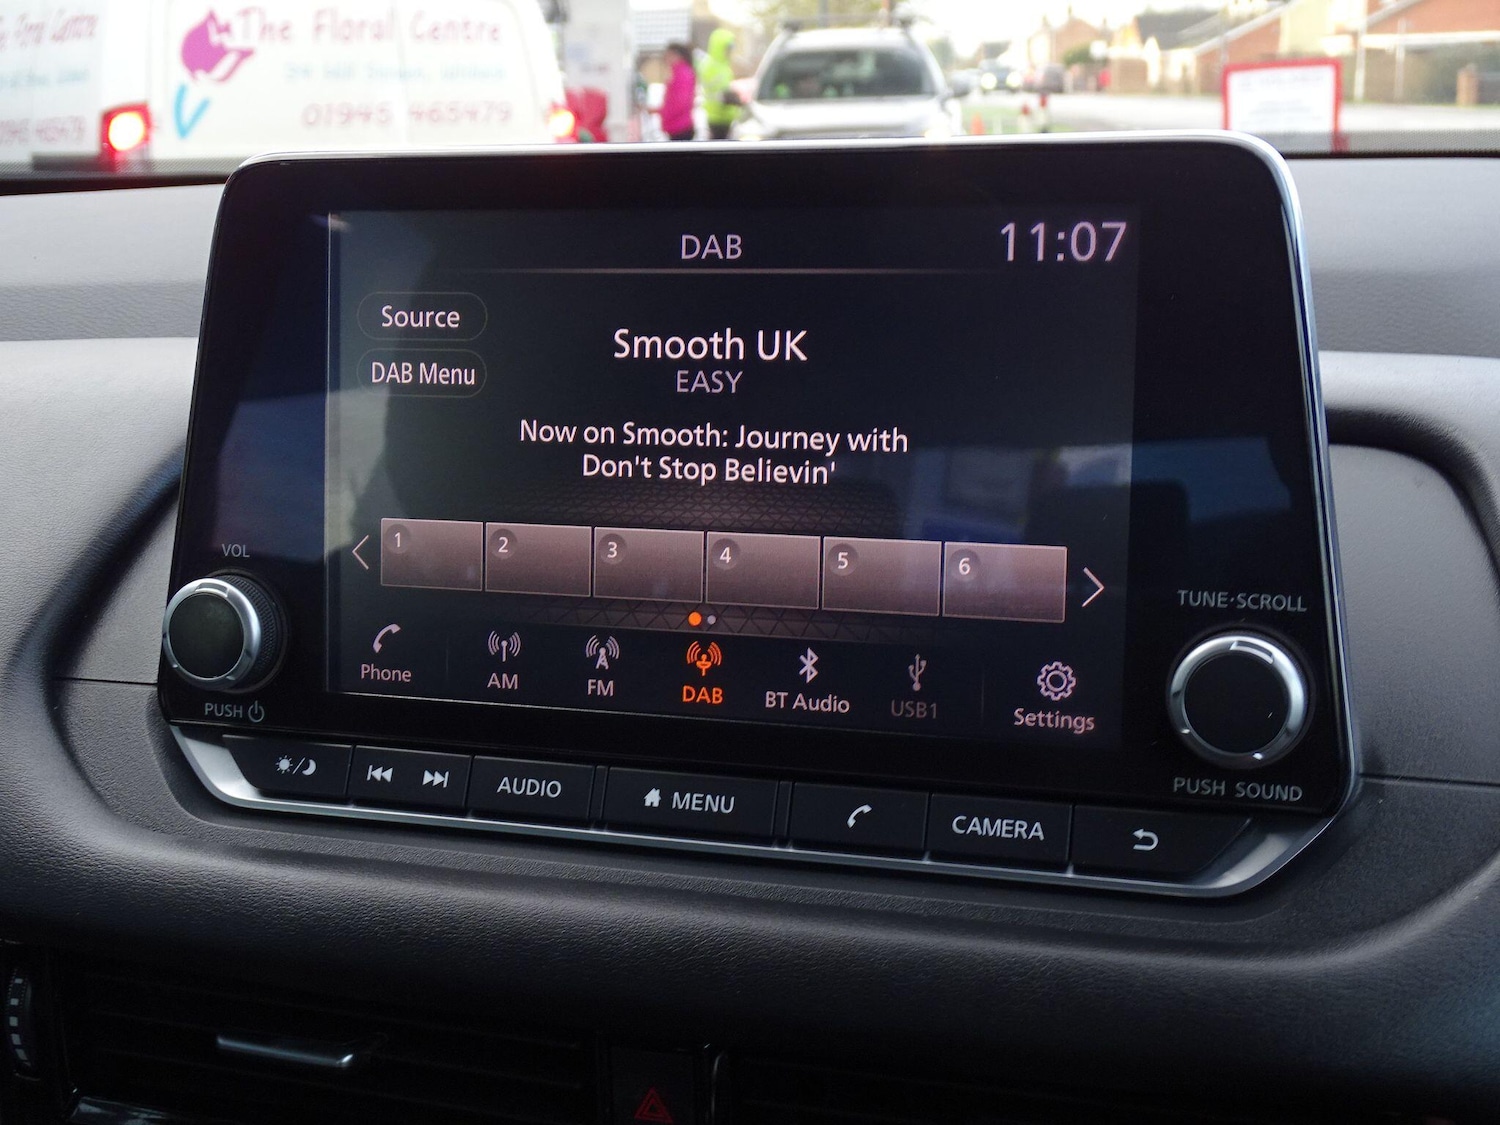 The Floral Centre
01945 465479
DAB
11:07
Source
DAB Menu
Smooth UK
EASY
Now on Smooth: Journey with
Don't Stop Believin'
1
2
3
4
5
6
Phone
AM
FM
DAB
BT Audio
USB1
Settings
VOL
PUSH
TUNE·SCROLL
PUSH SOUND
AUDIO
MENU
CAMERA